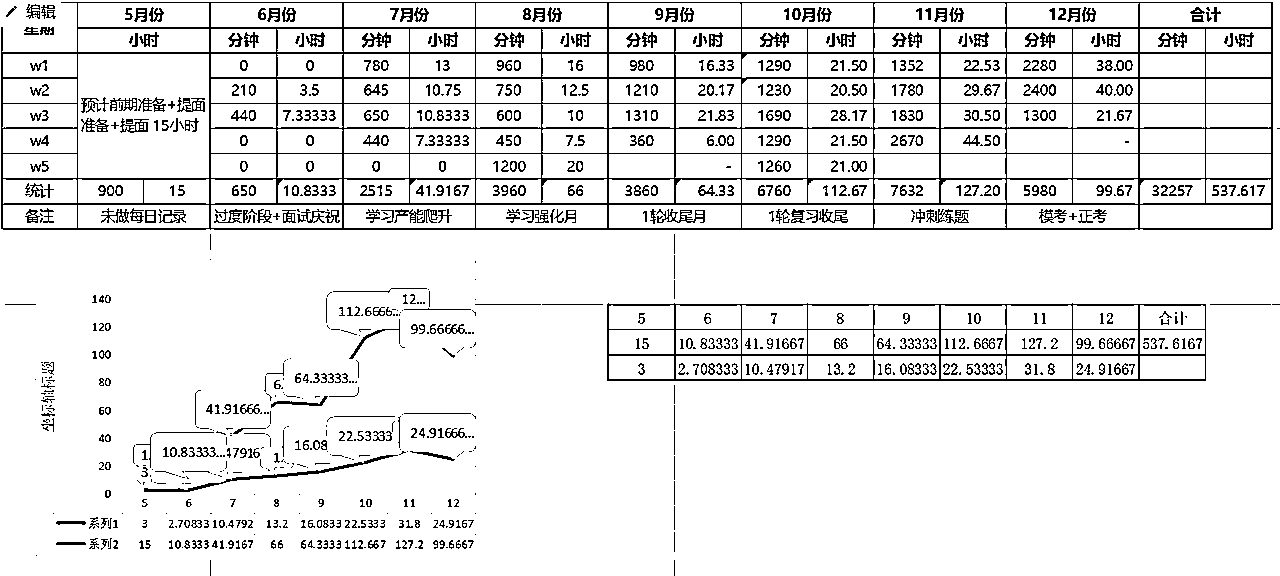 编辑
星期 5月份 6月份 7月份 8月份 9月份 10月份 11月份 12月份 合计
小时 分钟 小时 分钟 小时 分钟 小时 分钟 小时 分钟 小时 分钟 小时 分钟 小时 分钟 小时
w1 0 0 780 13 960 16 980 16.33 1290 21.50 1352 22.53 2280 38.00
w2 210 3.5 645 10.75 750 12.5 1210 20.17 1230 20.50 1780 29.67 2400 40.00
预计前期准备+提面
准备+提面 15小时
w3 440 7.33333 650 10.8333 600 10 1310 21.83 1690 28.17 1830 30.50 1300 21.67
w4 0 0 440 7.33333 450 7.5 360 6.00 1290 21.50 2670 44.50 -
w5 0 0 0 0 1200 20 - 1260 21.00
统计 900 15 650 10.8333 2515 41.9167 3960 66 3860 64.33 6760 112.67 7632 127.20 5980 99.67 32257 537.617
备注 未做每日记录 过度阶段+面试庆祝 学习产能爬升 学习强化月 1轮收尾月 1轮复习收尾 冲刺练题 模考+正考
坐标轴标题
140
120
100
80
60
40
20
0
12...
112.6666...
99.66666...
64.33333...
41.91666...
10.83333...
22.53333
24.91666...
16.08
5 6 7 8 9 10 11 12
系列1 3 2.70833 10.4792 13.2 16.0833 22.5333 31.8 24.9167
系列2 15 10.8333 41.9167 66 64.3333 112.667 127.2 99.6667
5 6 7 8 9 10 11 12 合计
15 10.83333 41.91667 66 64.33333 112.6667 127.2 99.66667 537.6167
3 2.708333 10.47917 13.2 16.08333 22.53333 31.8 24.91667